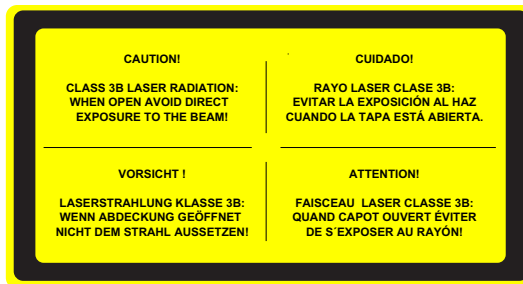 CAUTION!
CLASS 3B LASER RADIATION:
WHEN OPEN AVOID DIRECT
EXPOSURE TO THE BEAM!
CUIDADO!
RAYO LASER CLASE 3B:
EVITAR LA EXPOSICIÓN AL HAZ
CUANDO LA TAPA ESTÁ ABIERTA.
VORSICHT !
LASERSTRAHLUNG KLASSE 3B:
WENN ABDECKUNG GEÖFFNET
NICHT DEM STRAHL AUSSETZEN!
ATTENTION!
FAISCEAU LASER CLASSE 3B:
QUAND CAPOT OUVERT ÉVITER
DE S´EXPOSER AU RAYÓN!